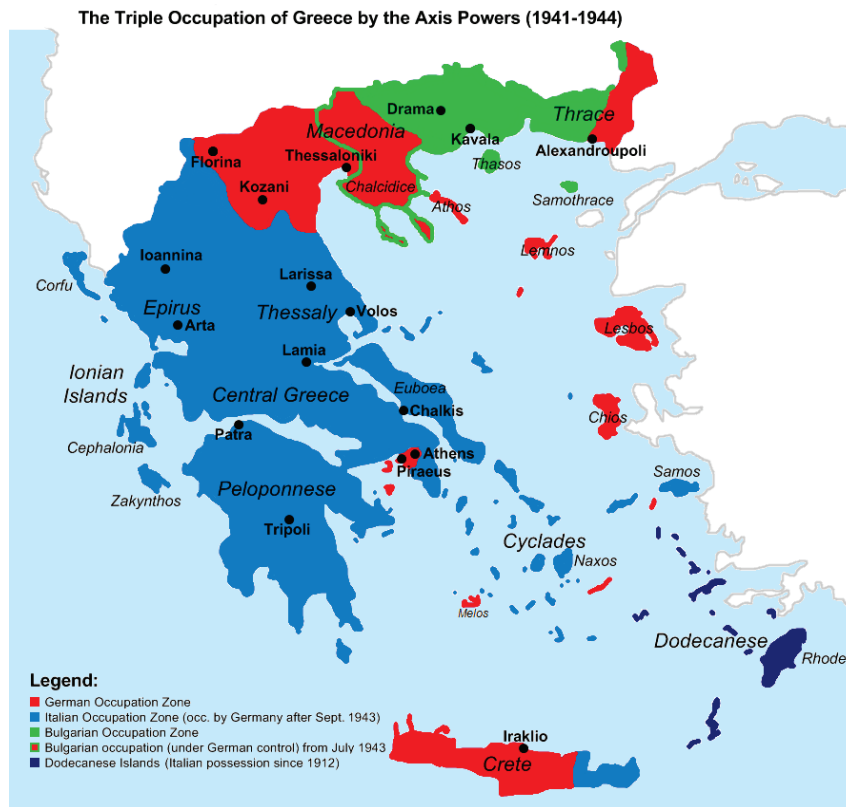 The Triple Occupation of Greece by the Axis Powers (1941-1944)
Drama
Thrace
Macedonia
Kavala
Florina
Thessaloniki
Alexandroupoli
Thasos
Kozani
Chalcidice
Athos
Samothrace
Ioannina
Lemnos
Corfu
Larissa
Epirus
Thessaly
Volos
Arta
Lesbos
Lamia
Ionian
Islands
Central Greece
Euboea
Chalkis
Chios
Patra
Cephalonia
Athens
Piraeus
Samos
Zakynthos
Peloponnese
Tripoli
Cyclades
Naxos
Melos
Dodecanese
Rhode
Legend:
German Occupation Zone
Italian Occupation Zone (occ. by Germany after Sept. 1943)
Bulgarian Occupation Zone
Bulgarian occupation (under German control) from July 1943
Dodecanese Islands (Italian possession since 1912)
Iraklio
Crete